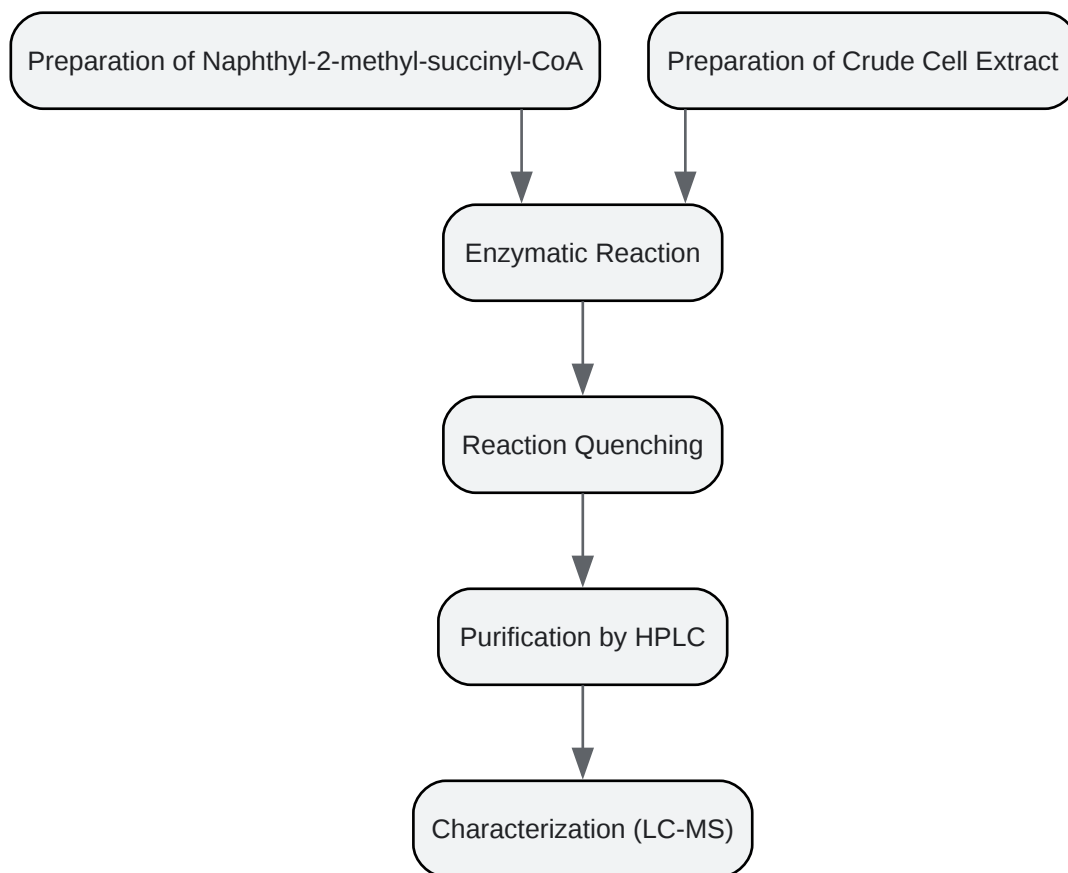 Preparation of Naphthyl-2-methyl-succinyl-CoA
Preparation of Crude Cell Extract
Enzymatic Reaction
Reaction Quenching
Purification by HPLC
Characterization (LC-MS)